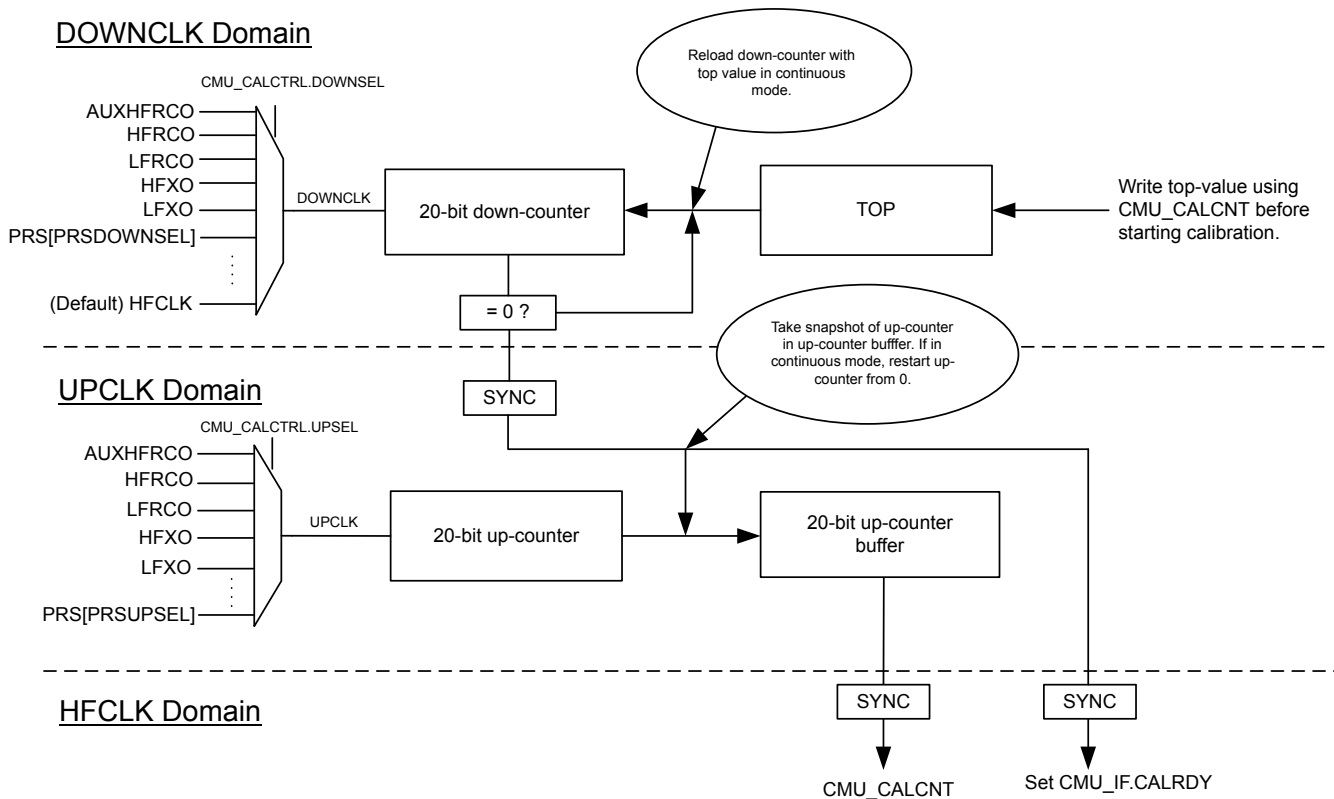 DOWNCLK Domain
CMU_CALCTRL.DOWNSEL
AUXHFRCO
HFRCO
LFRCO
HFXO
LFXO
PRS[PRSDOWNSEL]
(Default) HFCLK
DOWNCLK
20-bit down-counter
= 0 ?
Reload down-counter with
top value in continuous
mode.
TOP
Write top-value using
CMU_CALCNT before
starting calibration.
Take snapshot of up-counter
in up-counter bufffer. If in
continuous mode, restart up-
counter from 0.
UPCLK Domain
SYNC
CMU_CALCTRL.UPSEL
AUXHFRCO
HFRCO
LFRCO
HFXO
LFXO
PRS[PRSUPSEL]
UPCLK
20-bit up-counter
20-bit up-counter
buffer
HFCLK Domain
SYNC
SYNC
CMU_CALCNT
Set CMU_IF.CALRDY